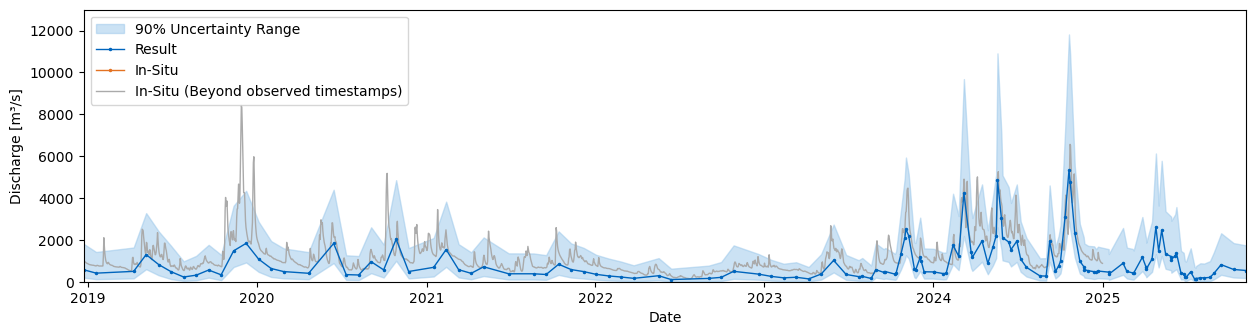 12000
10000
8000
6000
4000
2000
0
Discharge [m³/s]
90% Uncertainty Range
Result
In-Situ
In-Situ (Beyond observed timestamps)
2019 2020 2021 2022 2023 2024 2025
Date